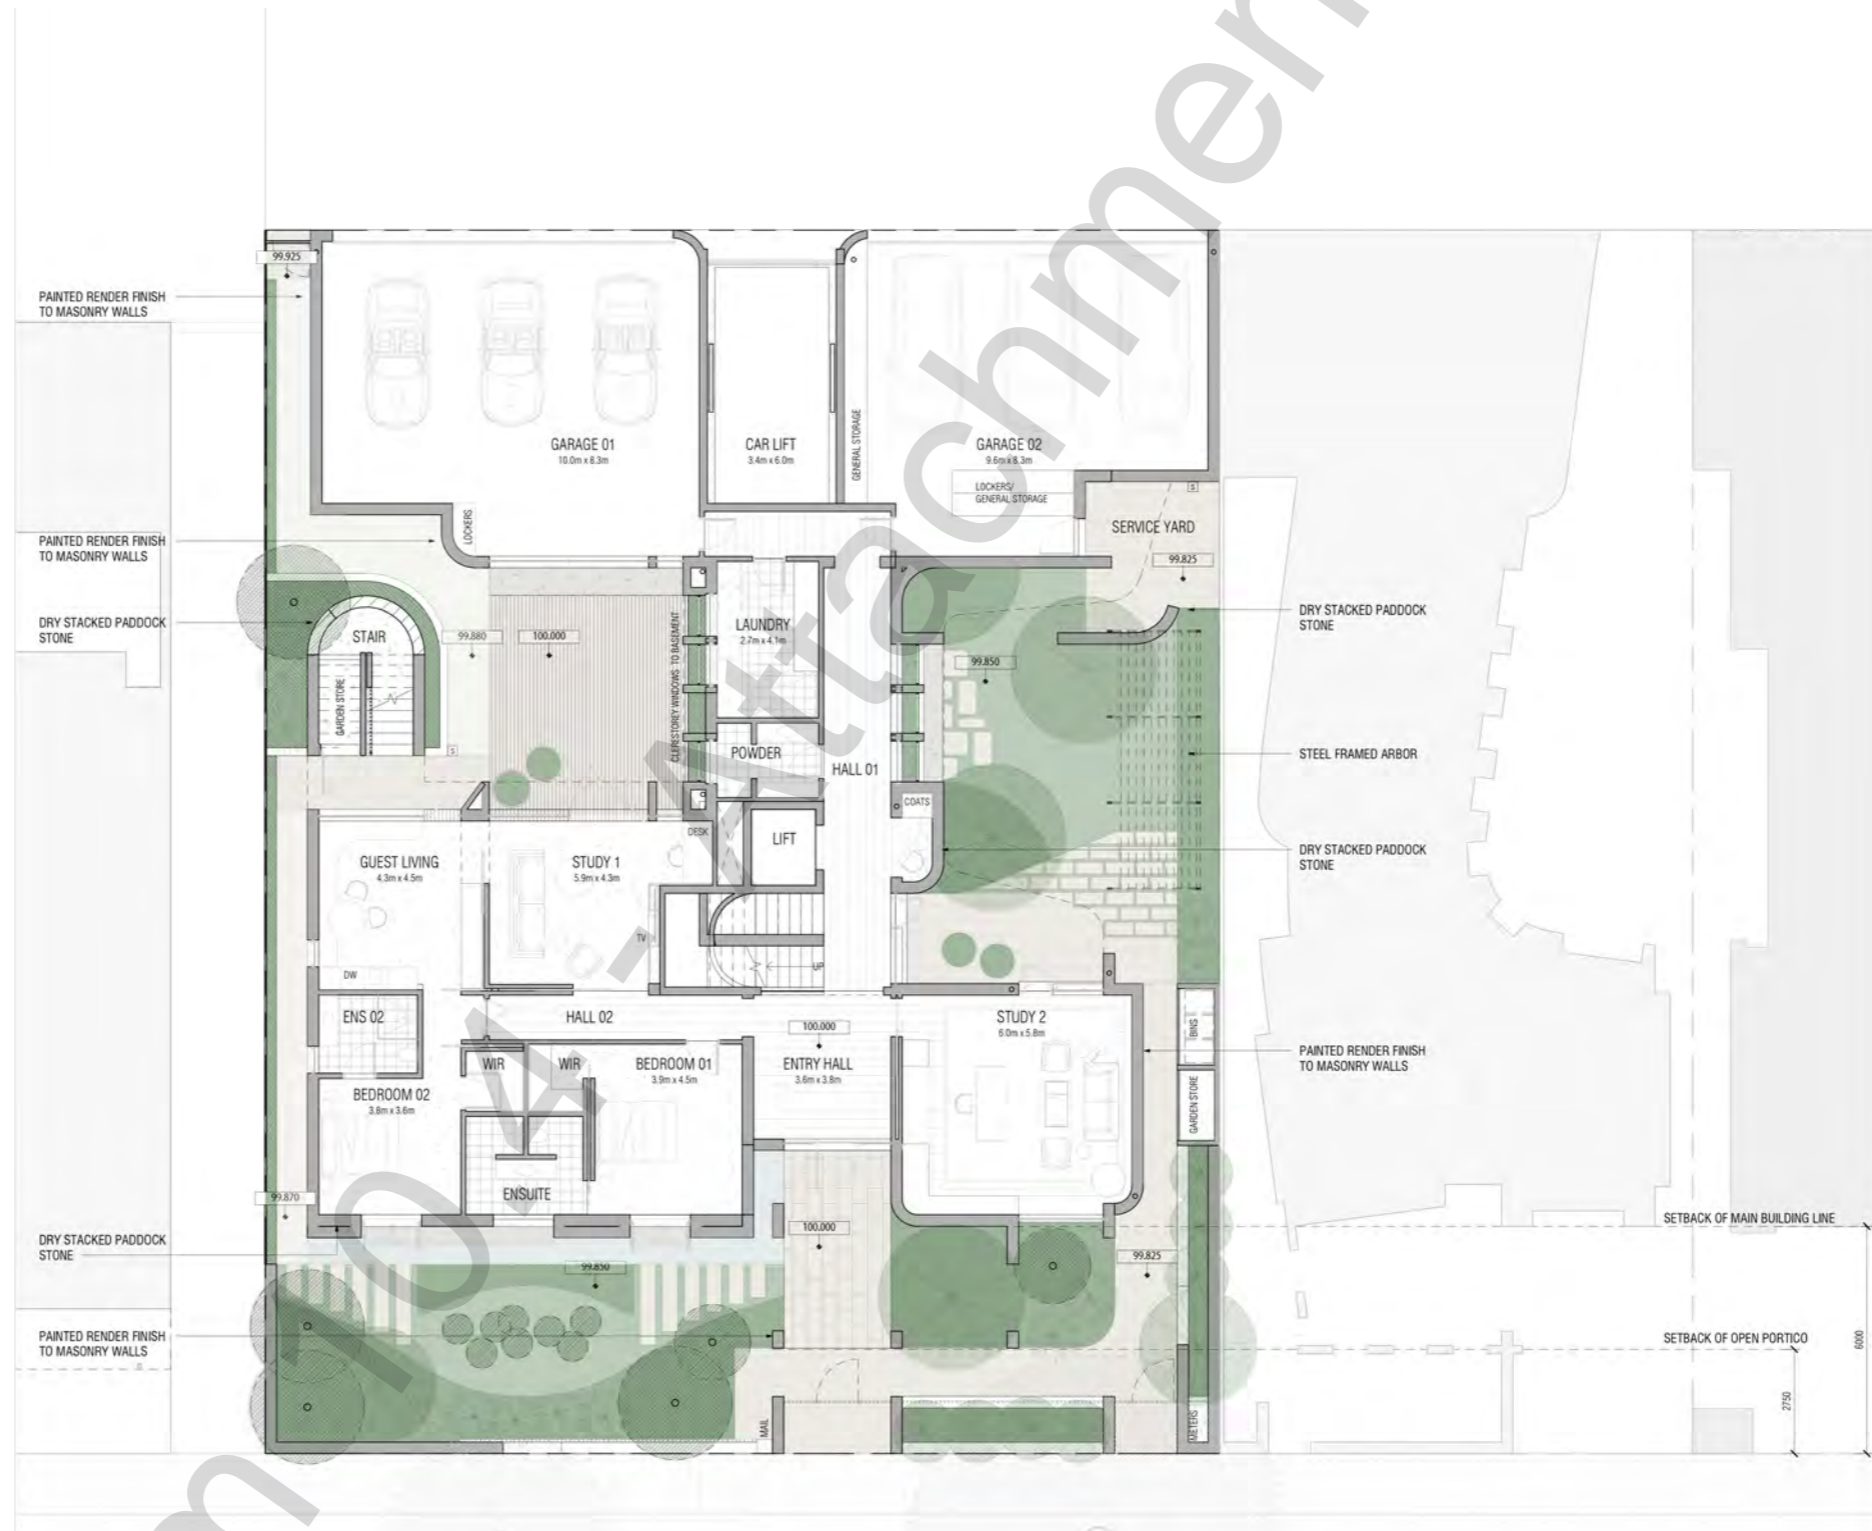 99.925
PAINTED RENDER FINISH
TO MASONRY WALLS
GARAGE 01
10.0m x 8.3m
CAR LIFT
3.4m x 6.0m
GENERAL STORAGE
GARAGE 02
9.6m x 8.3m
LOCKERS/
GENERAL STORAGE
LOCKERS
S
SERVICE YARD
99.825
PAINTED RENDER FINISH
TO MASONRY WALLS
DRY STACKED PADDOCK
STONE
STAIR
99.880
100.000
CLERESTOREY WINDOWS TO BASEMENT
LAUNDRY
2.7m x 4.1m
DRY STACKED PADDOCK
STONE
99.850
GARDEN STORE
S
POWDER
HALL 01
STEEL FRAMED ARBOR
COATS
DESK
LIFT
GUEST LIVING
4.3m x 4.5m
STUDY 1
5.9m x 4.3m
DRY STACKED PADDOCK
STONE
TV
UP
DW
ENS 02
HALL 02
100.000
STUDY 2
6.0m x 5.8m
BINS
WIR
WIR
BEDROOM 01
3.9m x 4.5m
ENTRY HALL
3.6m x 3.8m
PAINTED RENDER FINISH
TO MASONRY WALLS
BEDROOM 02
3.8m x 3.6m
GARDEN STORE
99.870
ENSUITE
100.000
SETBACK OF MAIN BUILDING LINE
DRY STACKED PADDOCK
STONE
99.850
99.825
PAINTED RENDER FINISH
TO MASONRY WALLS
SETBACK OF OPEN PORTICO
6000
2750
MAIL
METERS
m 104 - Attachmen